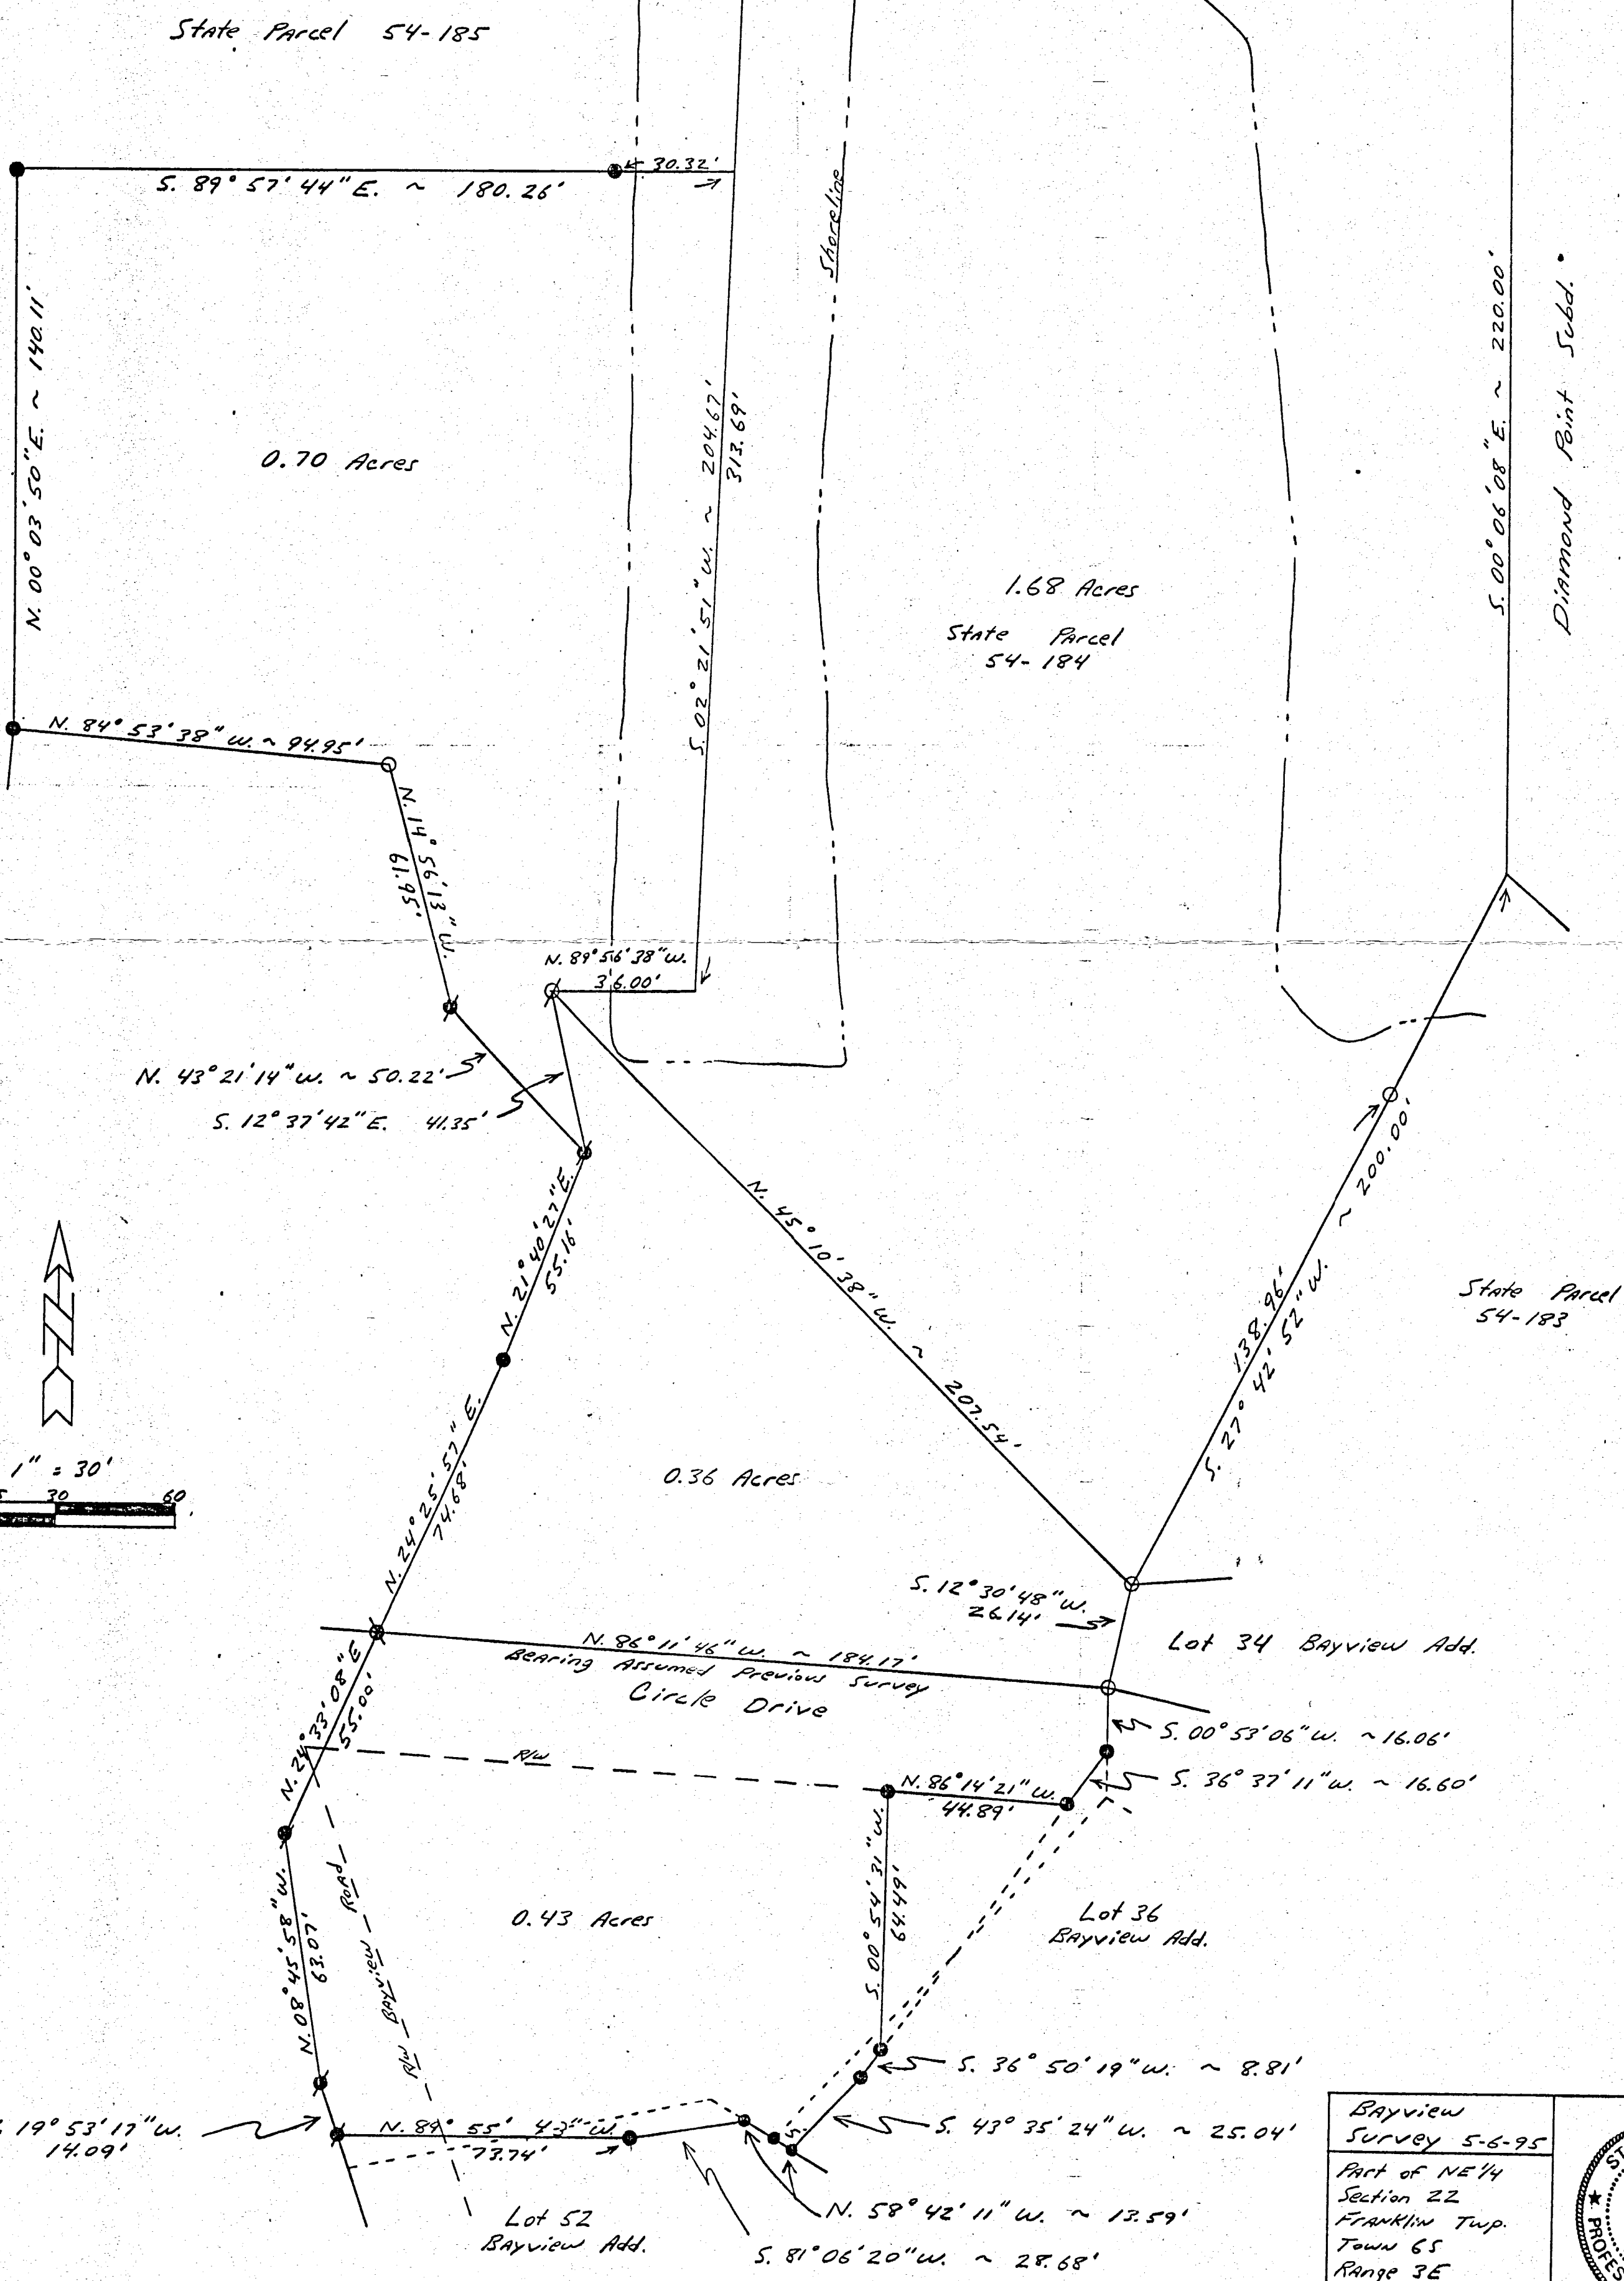 State Parcel 54-185
30.32'
S. 89° 57' 44" E. ~ 180.26'
Shoreline
N. 00° 03' 50" E. ~ 140.11'
0.70 Acres
S. 02° 21' 51" W. ~ 204.67'
313.69'
S. 00° 06' 08" E. ~ 220.00'
Diamond Point Subd.
1.68 Acres
State Parcel
54-184
N. 84° 53' 38" W. ~ 94.95'
N. 14° 56' 13" W.
61.95'
N. 89° 56' 38" W.
36.00'
N. 43° 21' 14" W. ~ 50.22'
S. 12° 37' 42" E. 41.35'
N. 21° 40' 27" E.
55.16'
N. 45° 10' 38" W. ~ 207.54'
138.96'
S. 27° 42' 52" W. ~ 200.00'
State Parcel
54-183
1" = 30'
30 60
N. 24° 25' 57" E.
74.68'
0.36 Acres
S. 12° 30' 48" W.
26.14'
Lot 34 Bayview Add.
N. 86° 11' 46" W. ~ 184.17'
Bearing Assumed Previous Survey
Circle Drive
N. 24° 33' 08" E
55.00'
S. 00° 53' 06" W. ~ 16.06'
R/W
N. 86° 14' 21" W.
44.89'
S. 36° 37' 11" W. ~ 16.60'
S. 00° 54' 31" W.
64.49'
N. 08° 45' 58" W.
63.07'
R/W Bayview Road
0.43 Acres
Lot 36
Bayview Add.
S. 36° 50' 19" W. ~ 8.81'
19° 53' 17" W.
14.09'
N. 89° 55' 43" W.
73.74'
S. 43° 35' 24" W. ~ 25.04'
N. 58° 42' 11" W. ~ 13.59'
S. 81° 06' 20" W. ~ 28.68'
Lot 52
Bayview Add.
Bayview
Survey 5-6-95
Part of NE 1/4
Section 22
Franklin Twp.
Town 6S
Range 3E
ST
★ PROFES